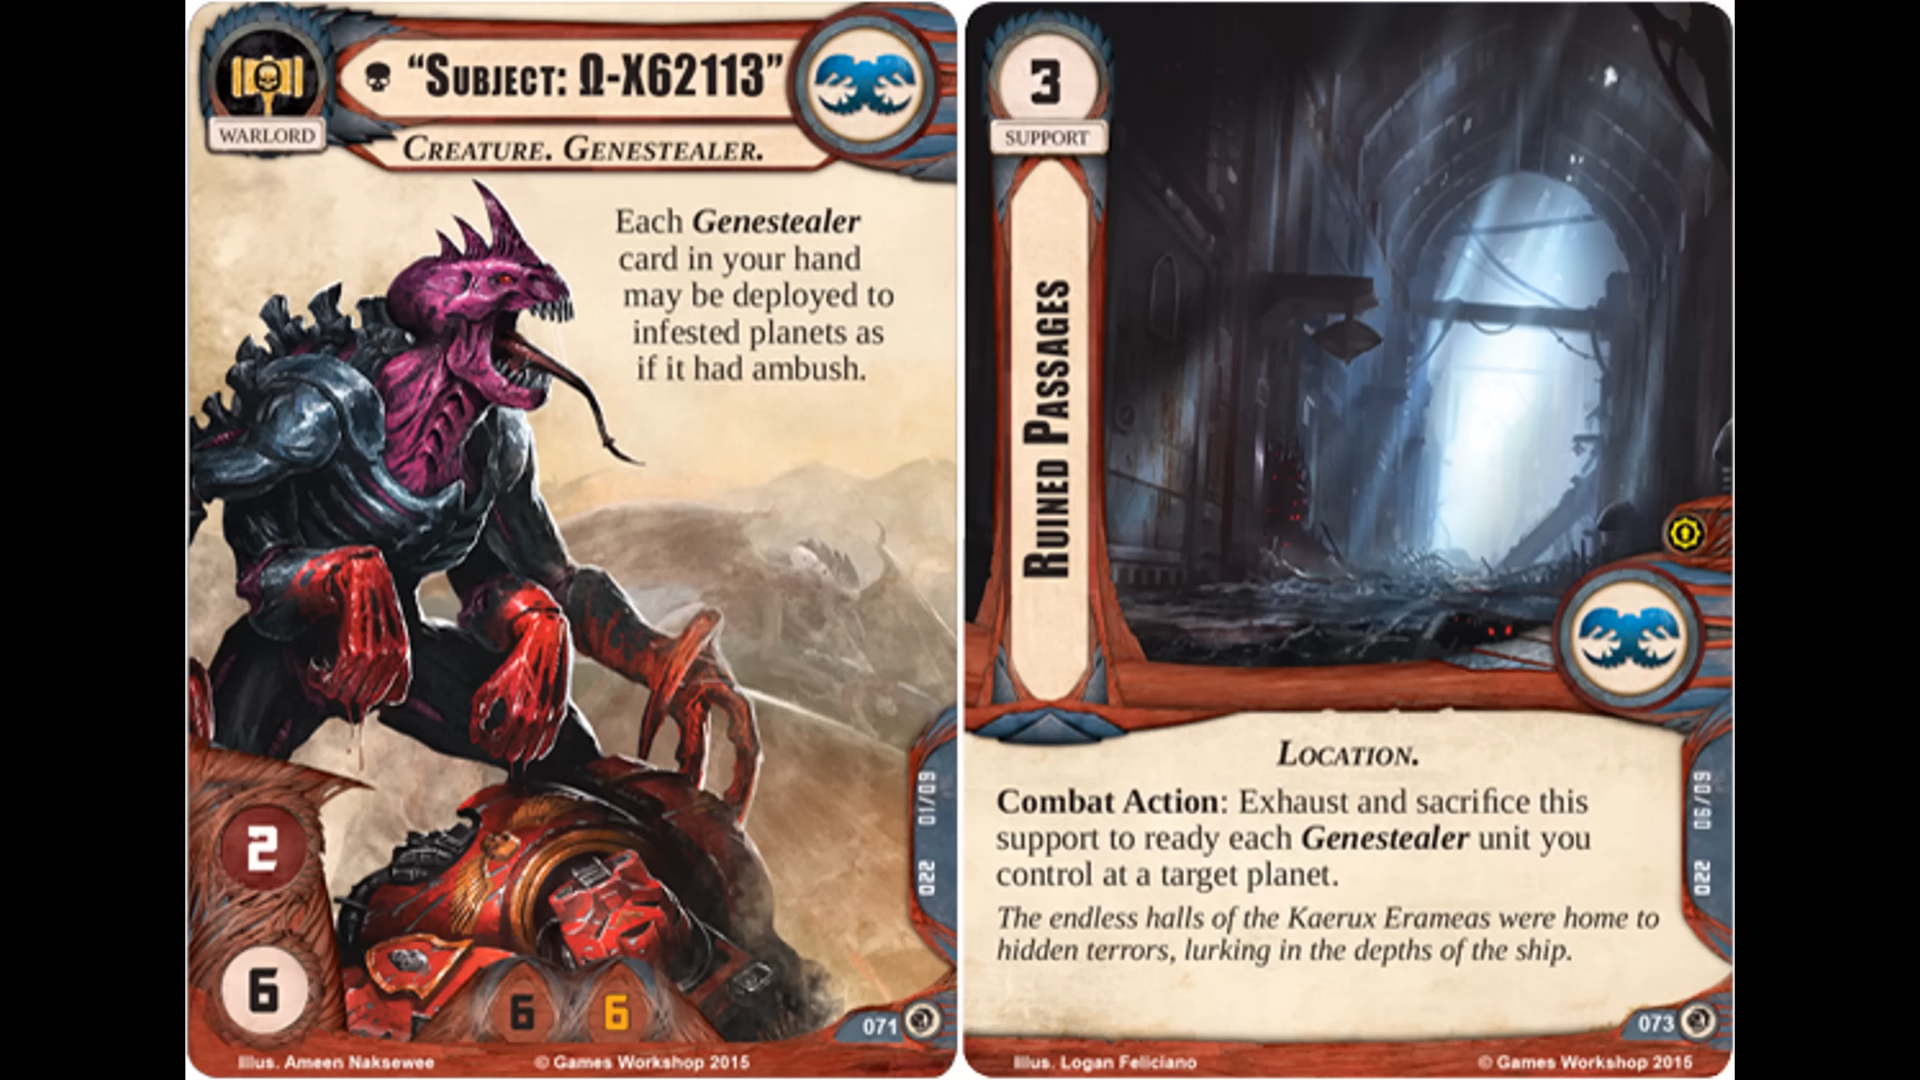 “Subject: Ω-X62113”
WARLORD
Creature. Genestealer.
Each Genestealer
card in your hand
may be deployed to
infested planets as
if it had ambush.
2
6
6
6
022
01/09
071
Illus. Ameen Naksewee
© Games Workshop 2015
3
SUPPORT
Ruined Passages
Location.
Combat Action: Exhaust and sacrifice this
support to ready each Genestealer unit you
control at a target planet.
The endless halls of the Kaerux Erameas were home to
hidden terrors, lurking in the depths of the ship.
022
06/09
073
Illus. Logan Feliciano
© Games Workshop 2015